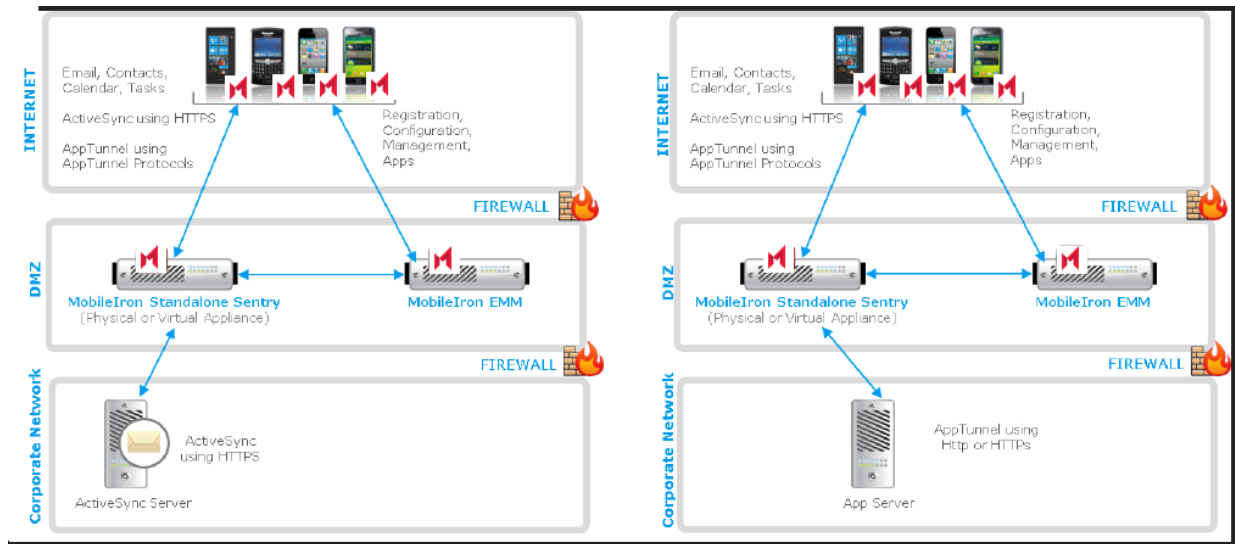 INTERNET
Email, Contacts,
Calendar, Tasks
ActiveSync using HTTPS
AppTunnel using
AppTunnel Protocols
Registration,
Configuration,
Management,
Apps
FIREWALL
DMZ
MobileIron Standalone Sentry
(Physical or Virtual Appliance)
MobileIron EMM
FIREWALL
Corporate Network
ActiveSync
using HTTPS
ActiveSync Server
INTERNET
Email, Contacts,
Calendar, Tasks
ActiveSync using HTTPS
AppTunnel using
AppTunnel Protocols
Registration,
Configuration,
Management,
Apps
FIREWALL
DMZ
MobileIron Standalone Sentry
(Physical or Virtual Appliance)
MobileIron EMM
FIREWALL
Corporate Network
AppTunnel using
Http or HTTPs
App Server